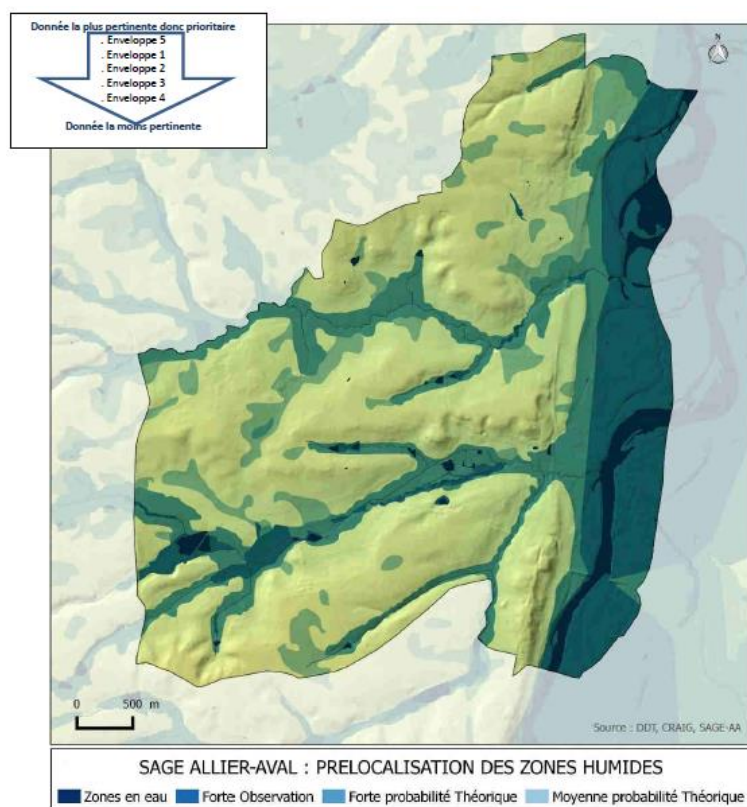 Donnée la plus pertinente donc prioritaire
. Enveloppe 5
. Enveloppe 1
. Enveloppe 2
. Enveloppe 3
. Enveloppe 4
Donnée la moins pertinente
N
0 500 m
Source : DDT, CRAIG, SAGE-AA
SAGE ALLIER-AVAL : PRELOCALISATION DES ZONES HUMIDES
Zones en eau Forte Observation Forte probabilité Théorique Moyenne probabilité Théorique